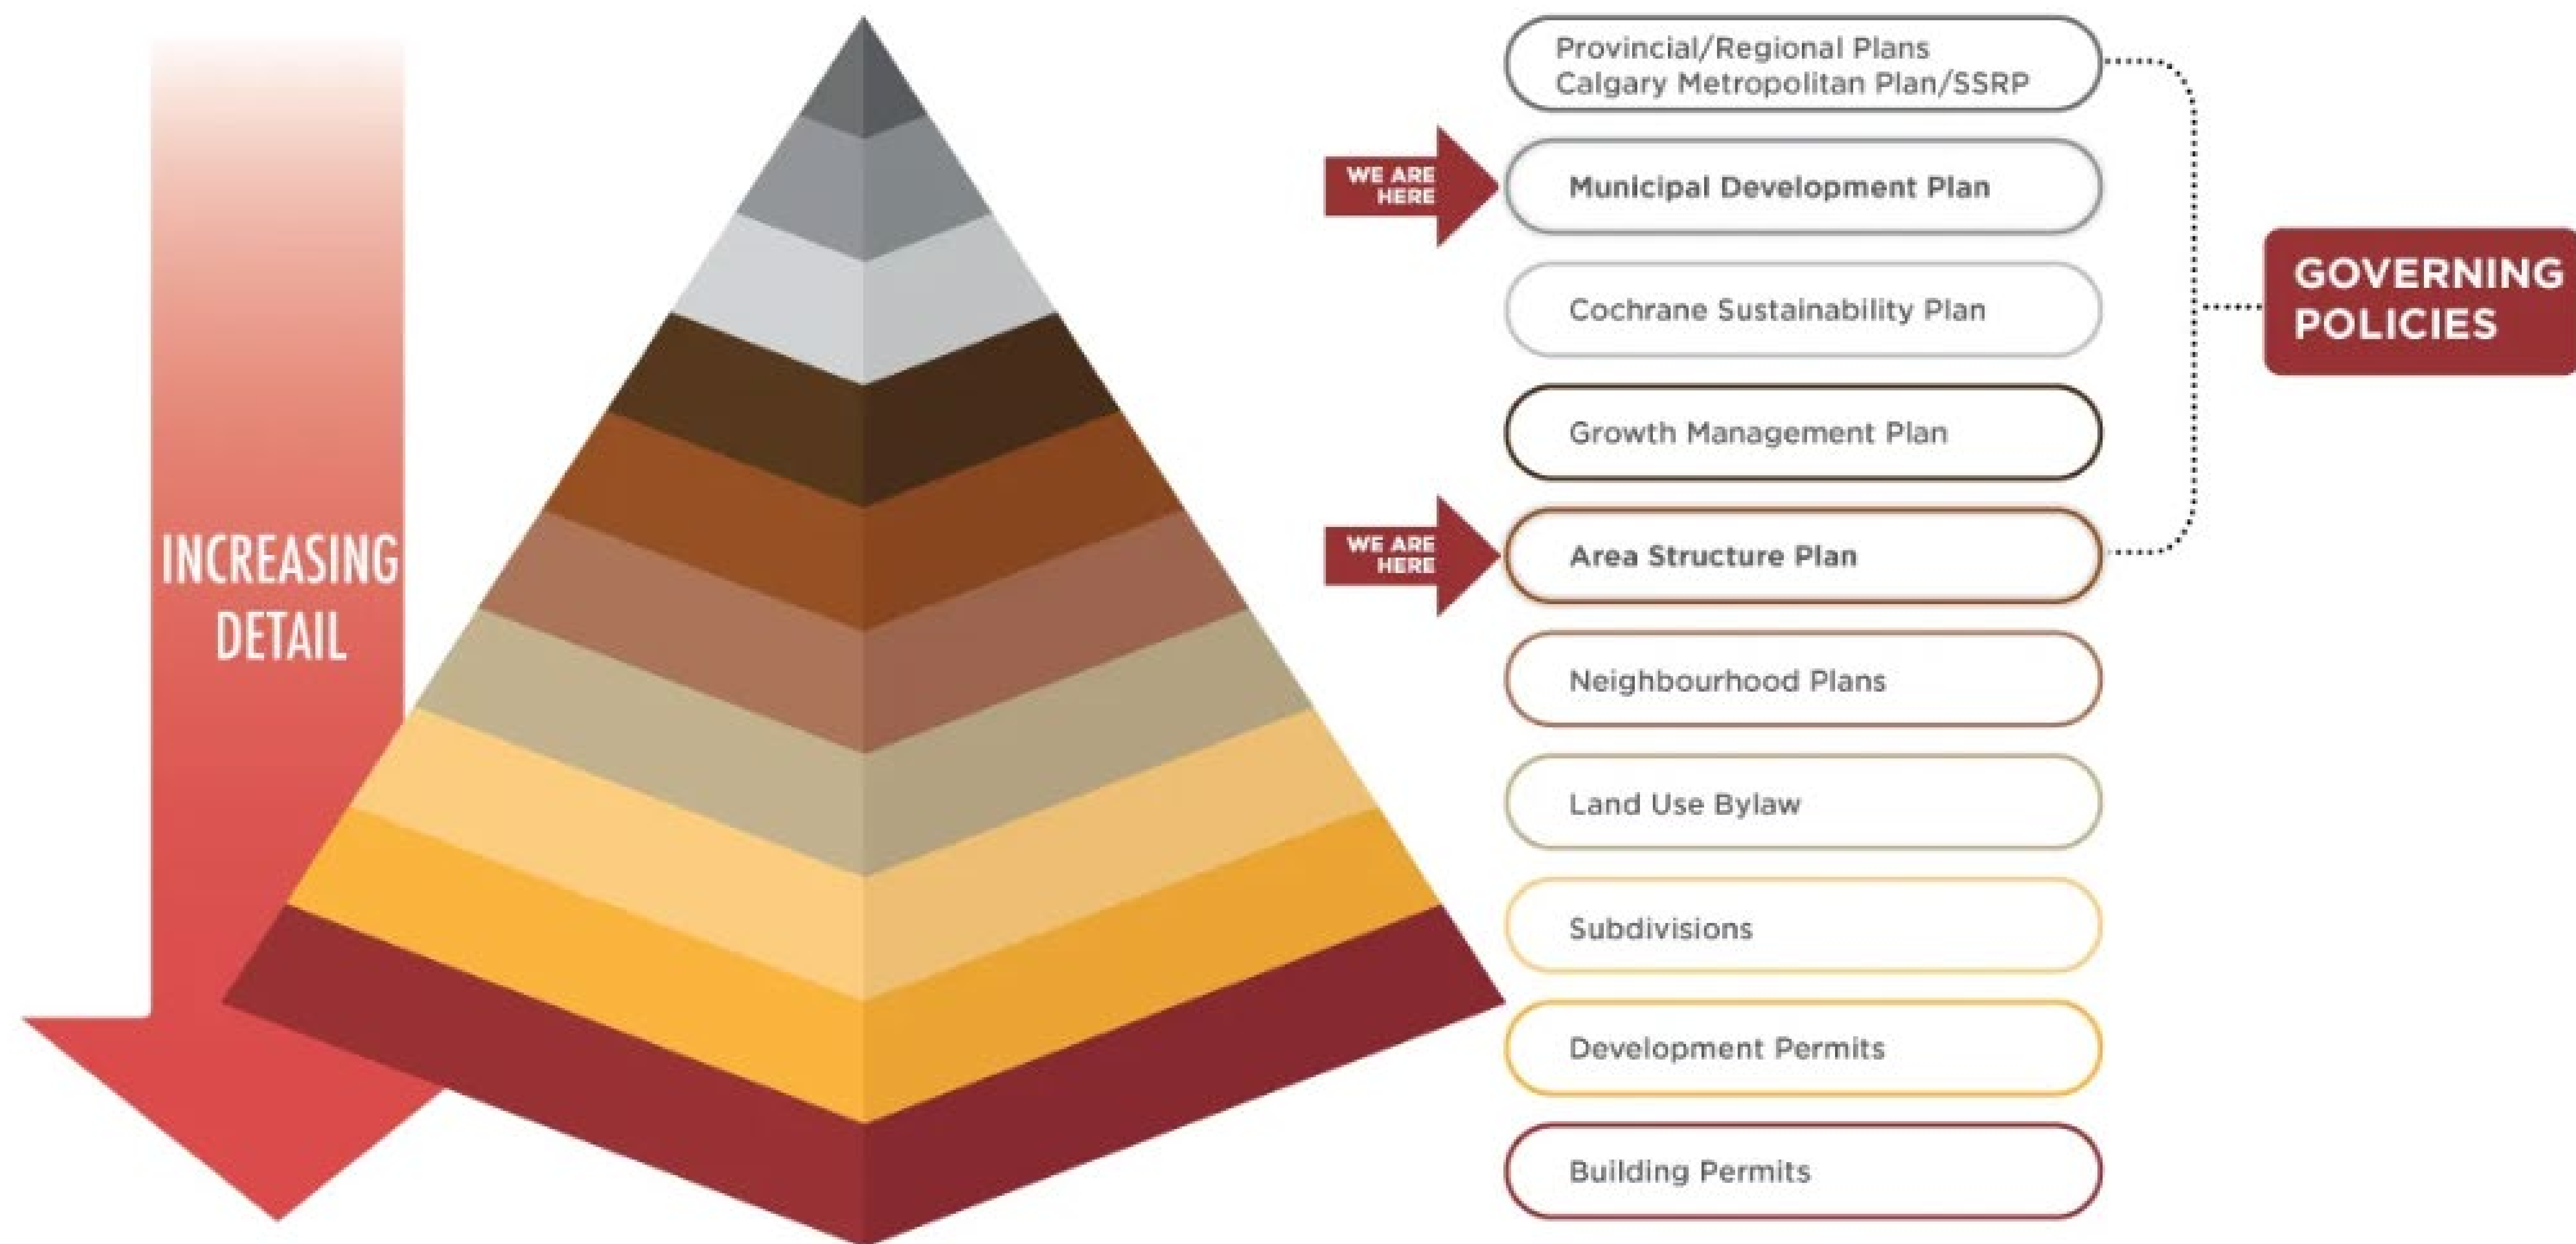 INCREASING
DETAIL
Provincial/Regional Plans
Calgary Metropolitan Plan/SSRP
WE ARE
HERE
Municipal Development Plan
Cochrane Sustainability Plan
Growth Management Plan
WE ARE
HERE
Area Structure Plan
Neighbourhood Plans
Land Use Bylaw
Subdivisions
Development Permits
Building Permits
GOVERNING
POLICIES